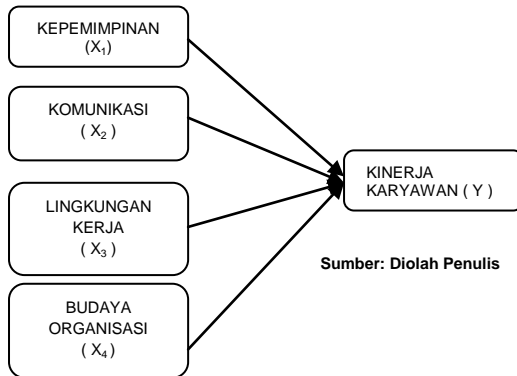 KEPEMIMPINAN
(X₁)
KOMUNIKASI
( X₂ )
LINGKUNGAN
KERJA
( X₃ )
BUDAYA
ORGANISASI
( X₄ )
KINERJA
KARYAWAN ( Y )
Sumber: Diolah Penulis